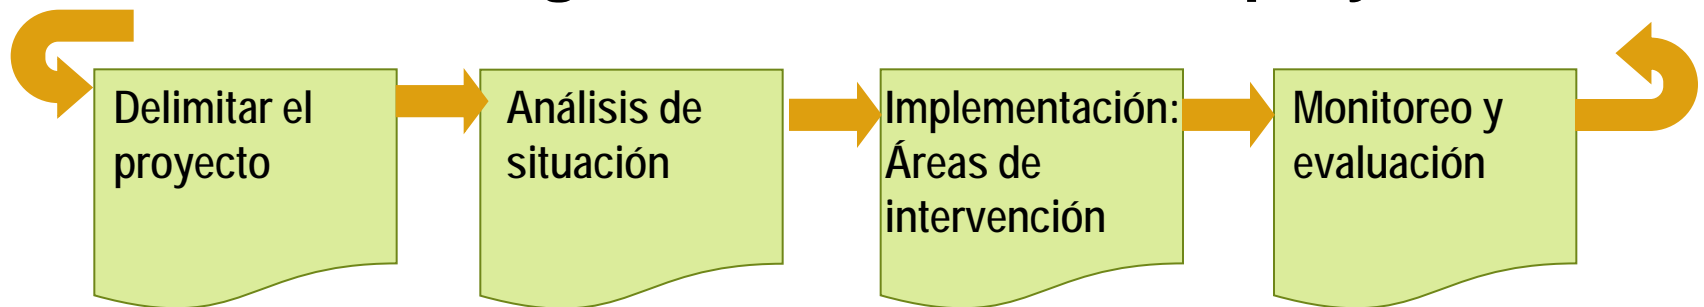 Delimitar el
proyecto
Análisis de
situación
Implementación:
Áreas de
intervención
Monitoreo y
evaluación